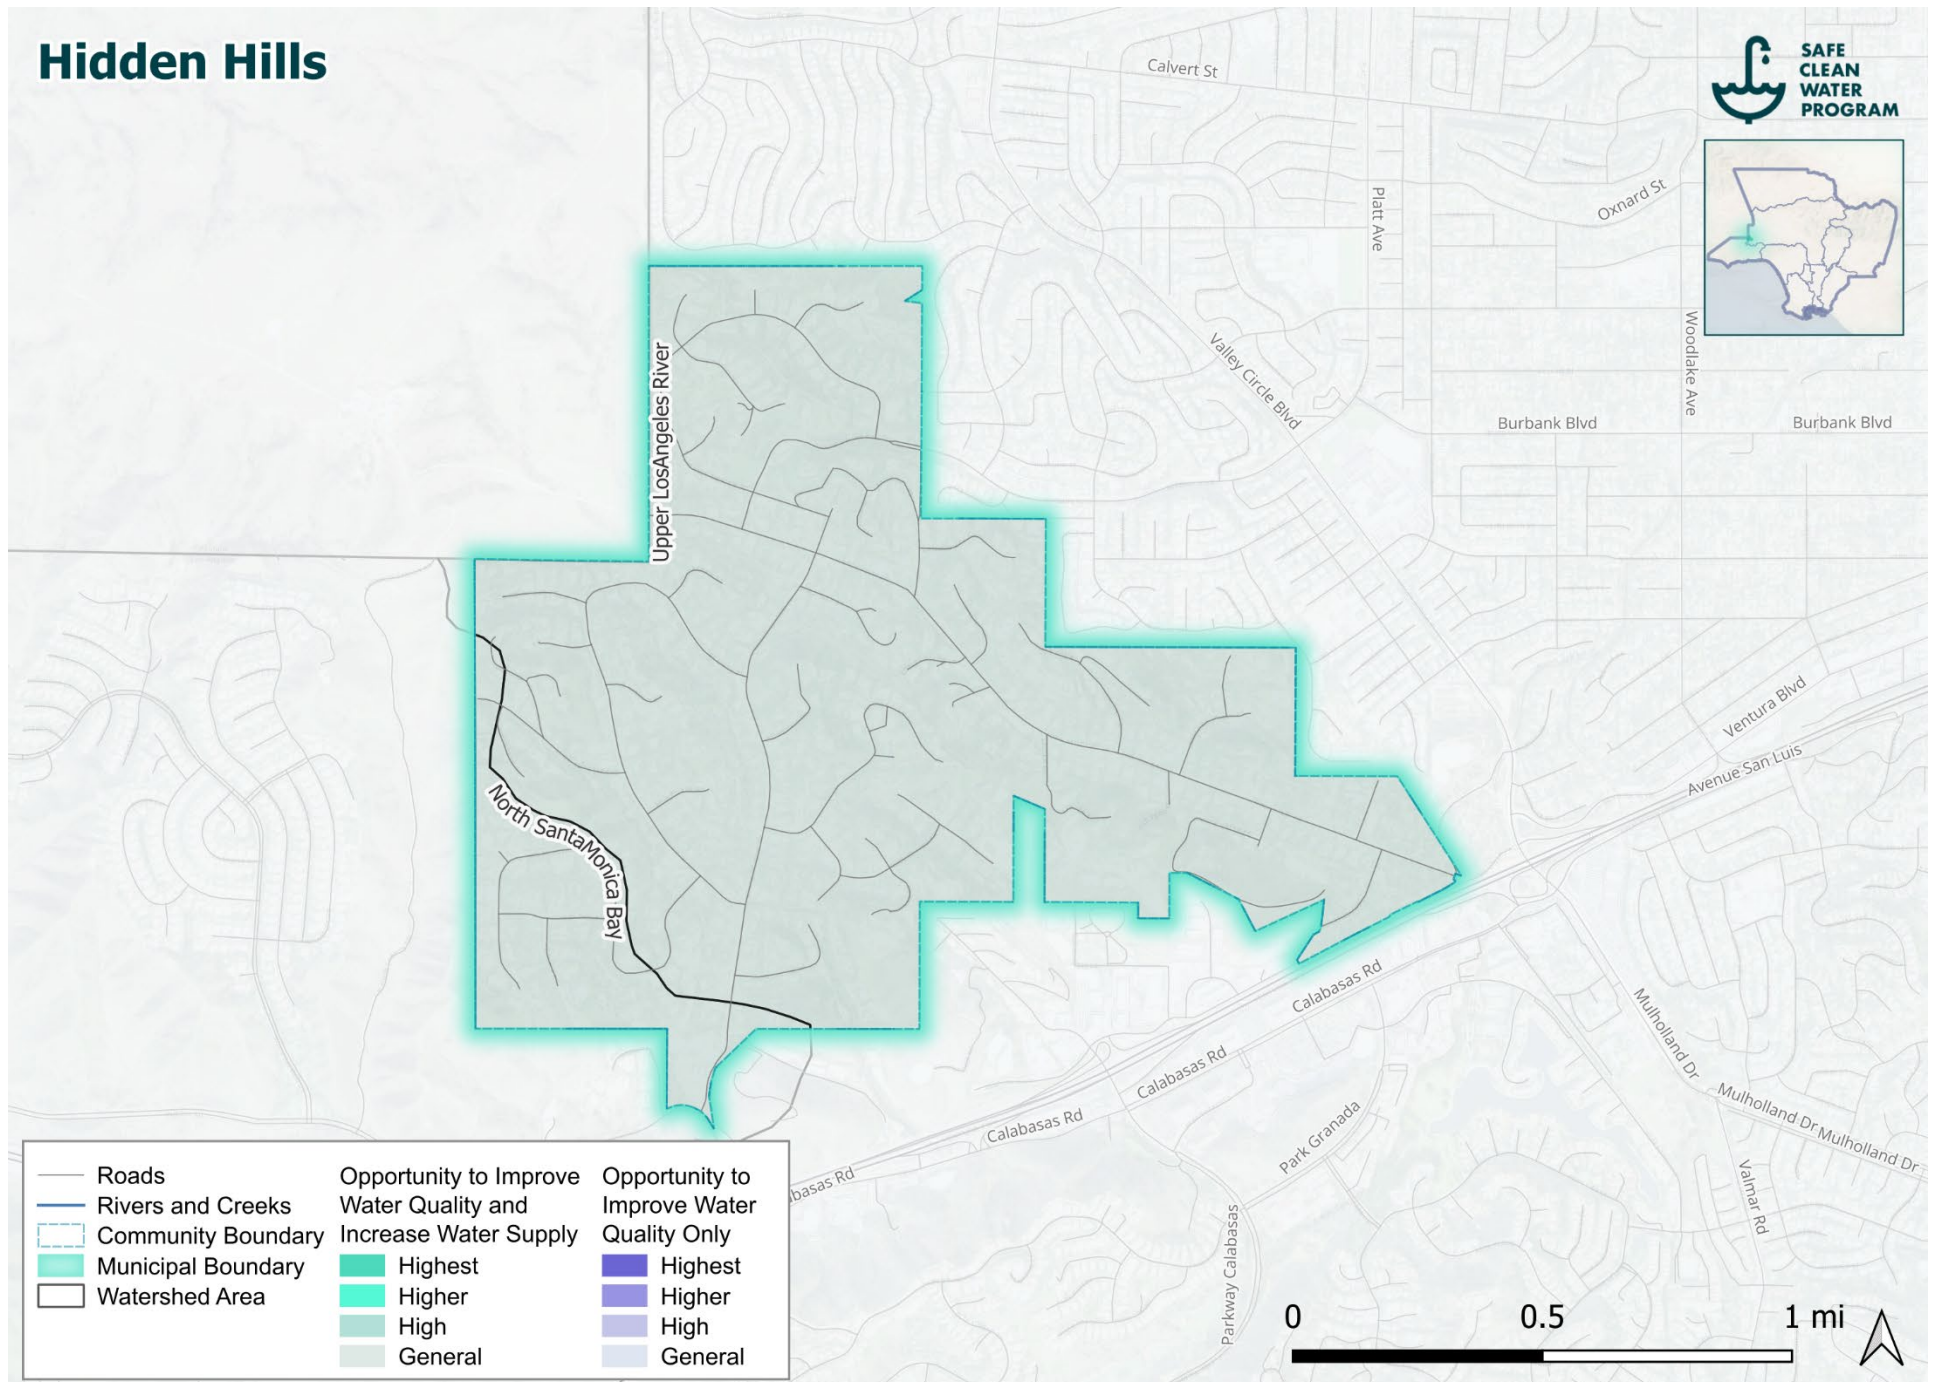 Hidden Hills
SAFE
CLEAN
WATER
PROGRAM
Calvert St
Platt Ave
Oxnard St
Woodlake Ave
Valley Circle Blvd
Burbank Blvd
Burbank Blvd
Upper LosAngeles River
North SantaMonica Bay
Ventura Blvd
Avenue San Luis
Calabasas Rd
Calabasas Rd
Calabasas Rd
abasas Rd
Mulholland Dr
Mulholland Dr
Mulholland Dr
Park Granada
Valmar Rd
Parkway Calabasas
Roads
Rivers and Creeks
Community Boundary
Municipal Boundary
Watershed Area
Opportunity to Improve
Water Quality and
Increase Water Supply
Highest
Higher
High
General
Opportunity to
Improve Water
Quality Only
Highest
Higher
High
General
0 0.5 1 mi